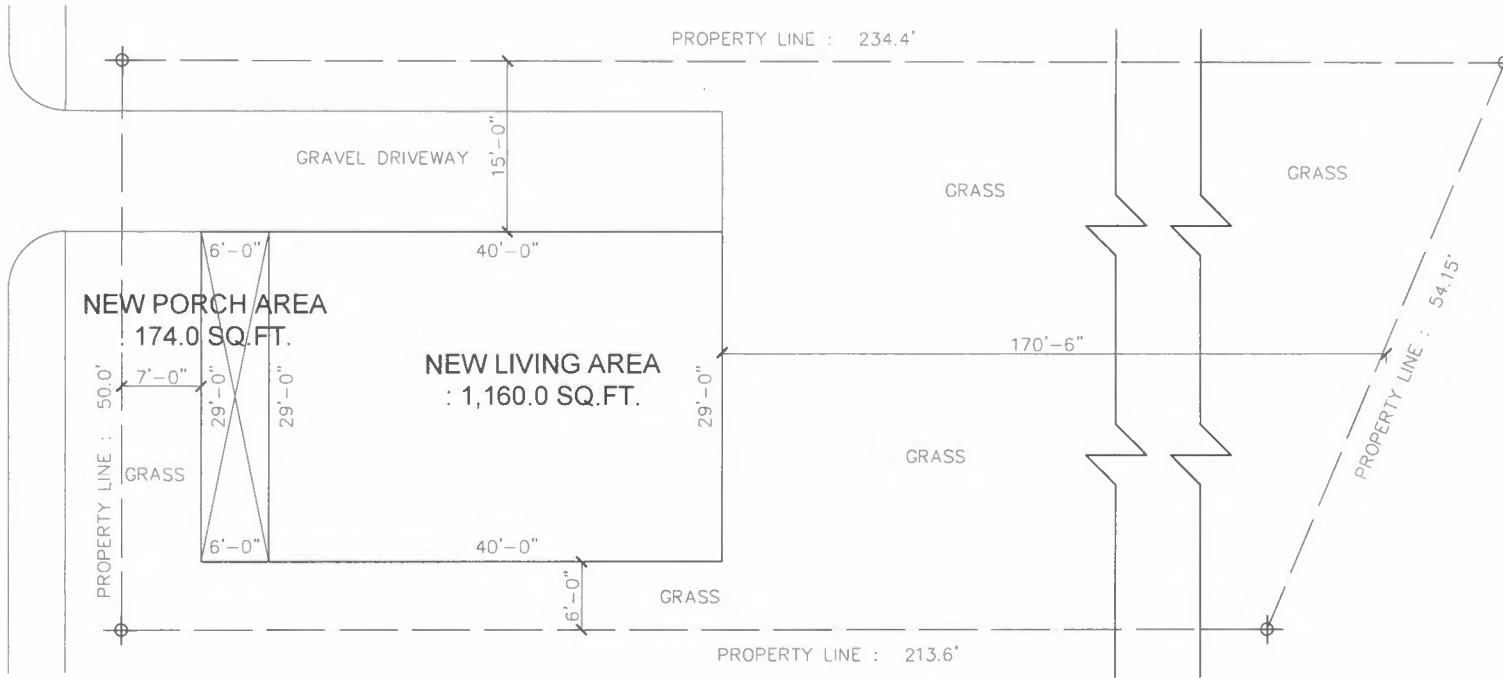 PROPERTY LINE : 234.4'
GRAVEL DRIVEWAY
15'-0"
GRASS
GRASS
6'-0"
40'-0"
NEW PORCH AREA
: 174.0 SQ.FT.
7'-0"
29'-0"
29'-0"
NEW LIVING AREA
: 1,160.0 SQ.FT.
29'-0"
170'-6"
PROPERTY LINE : 54.15'
PROPERTY LINE : 50.0'
GRASS
GRASS
6'-0"
40'-0"
6'-0"
GRASS
PROPERTY LINE : 213.6'